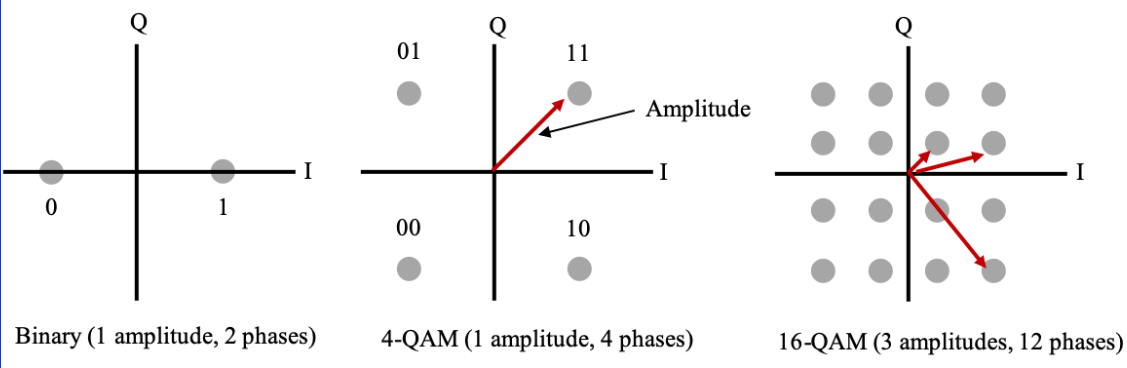 Q
I
0
1
Binary (1 amplitude, 2 phases)
Q
01
11
Amplitude
I
00
10
4-QAM (1 amplitude, 4 phases)
Q
I
16-QAM (3 amplitudes, 12 phases)